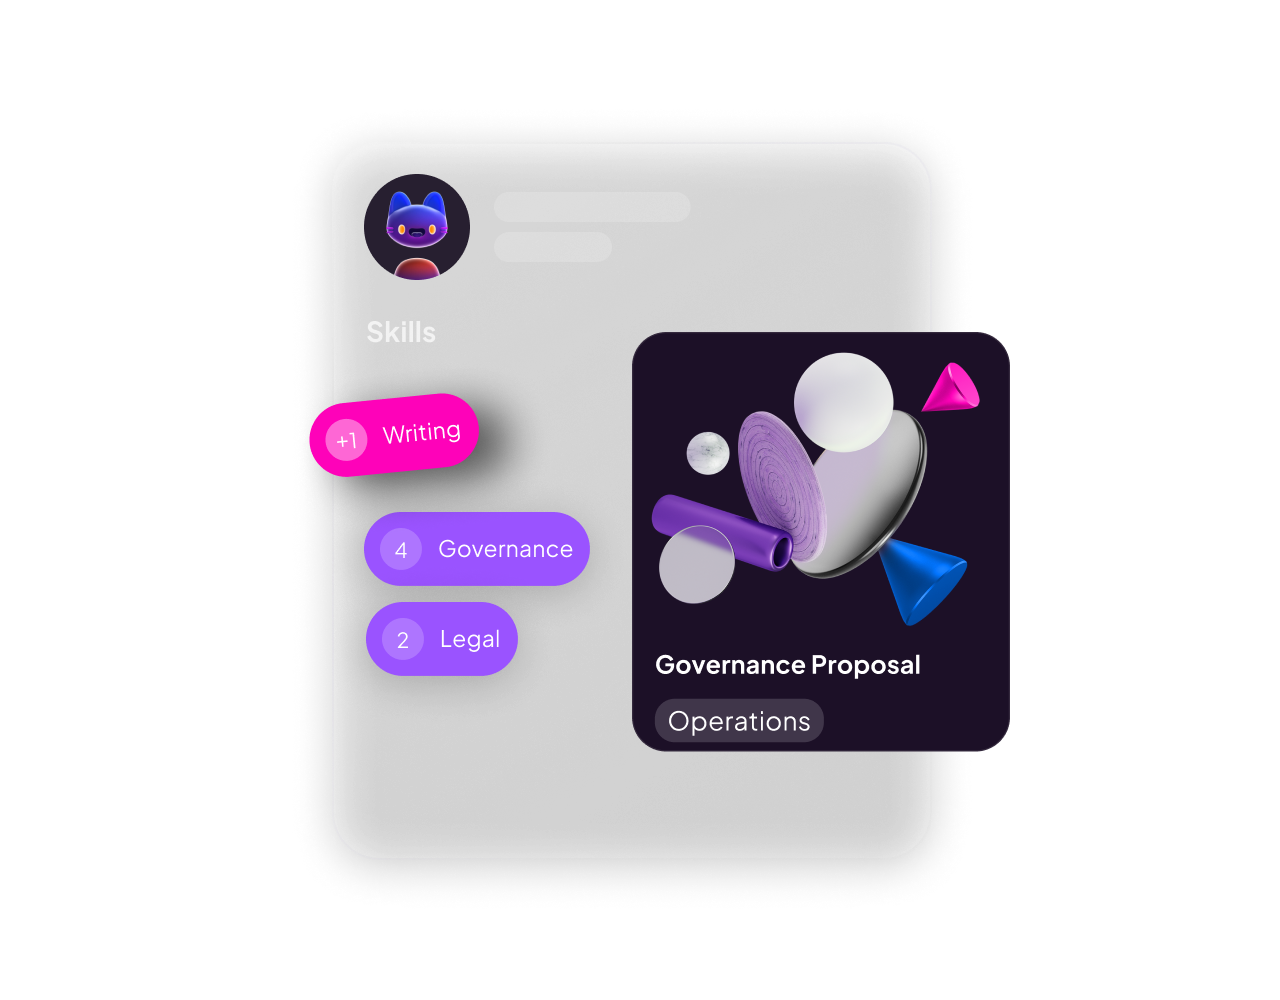 Skills
+1 Writing
4 Governance
2 Legal
Governance Proposal
Operations